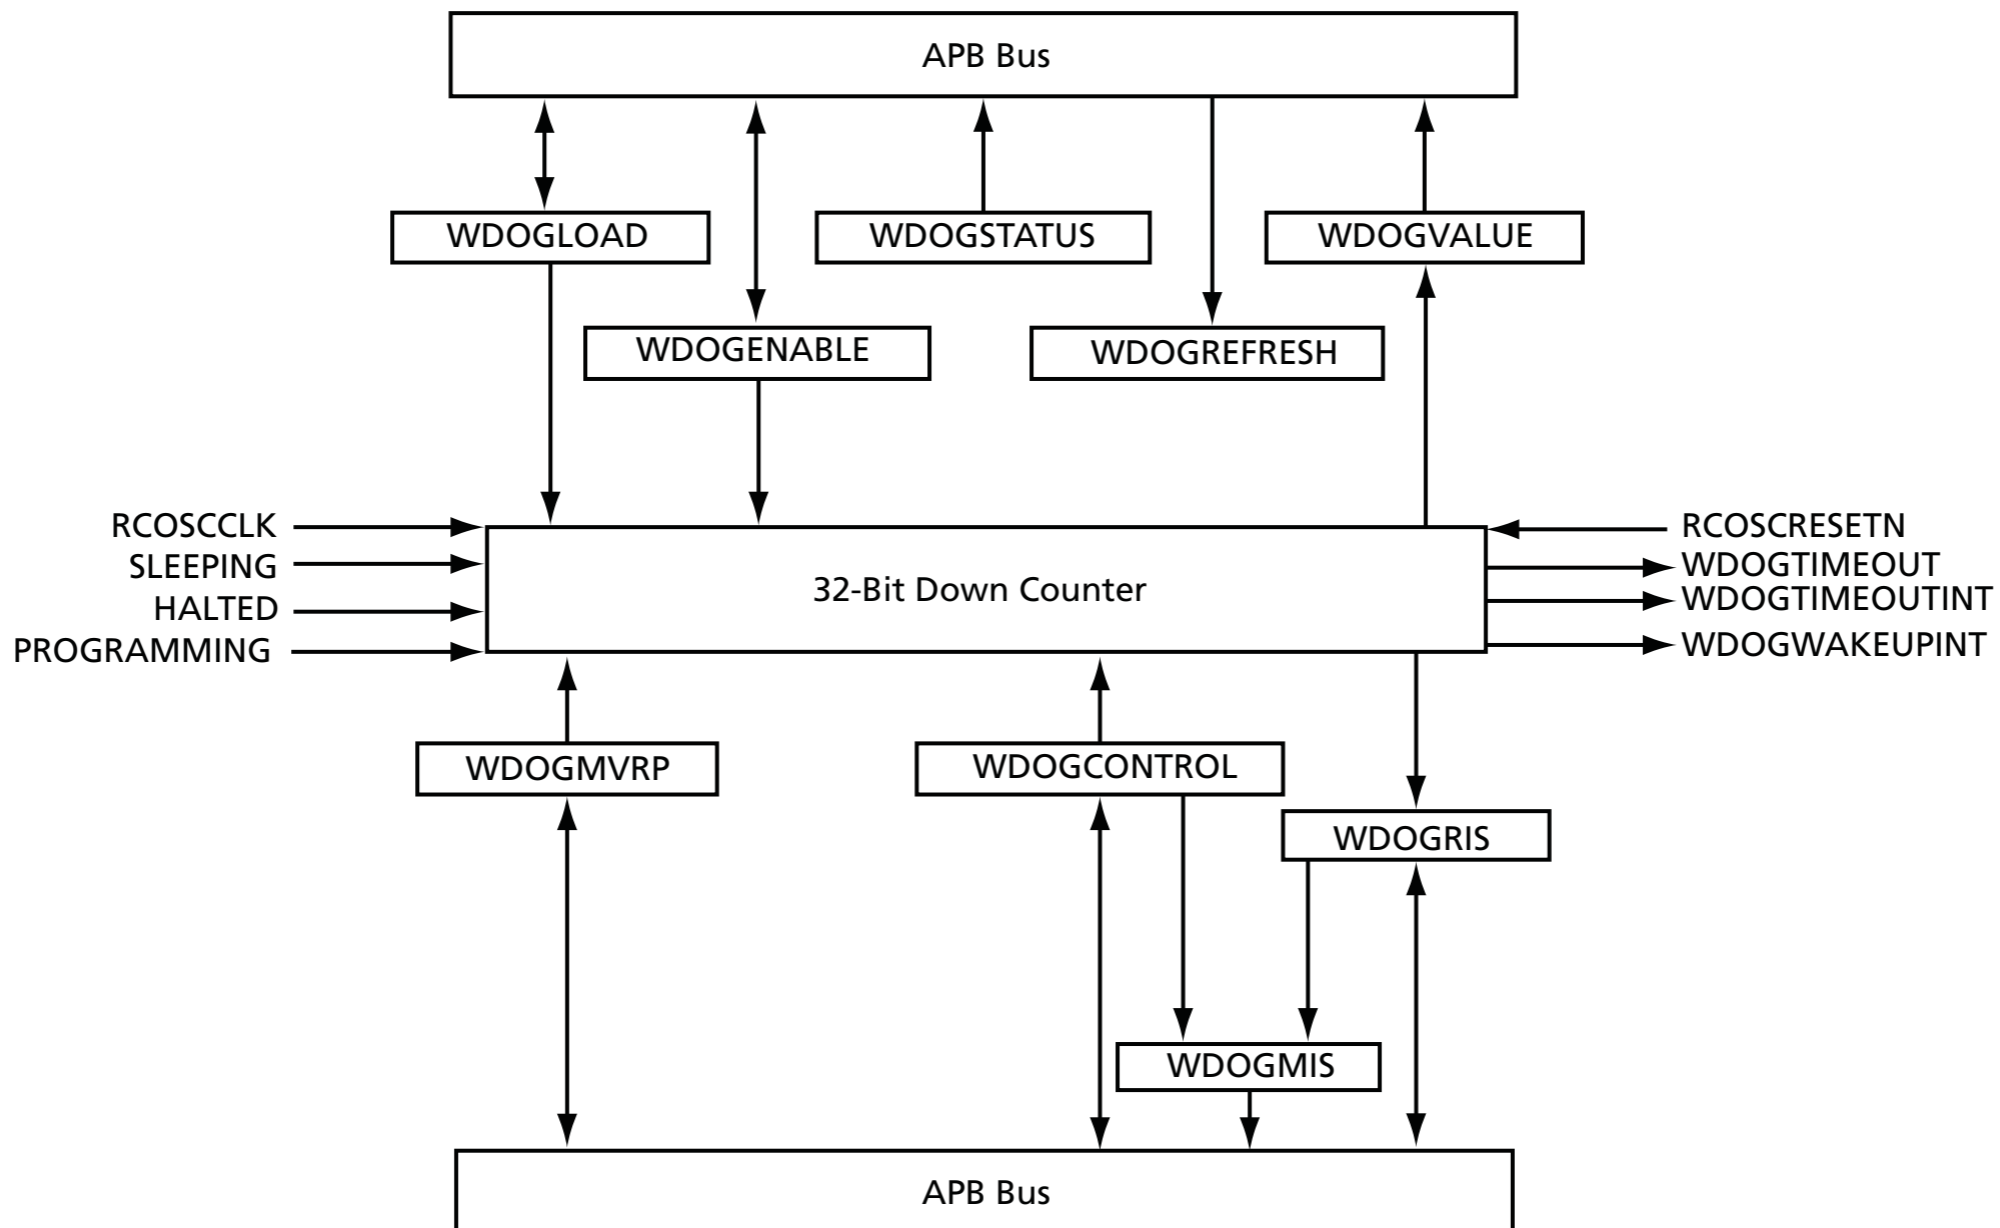 APB Bus
WDOGLOAD
WDOGSTATUS
WDOGVALUE
WDOGENABLE
WDOGREFRESH
RCOSCCLK
SLEEPING
HALTED
PROGRAMMING
32-Bit Down Counter
RCOSCRESETN
WDOGTIMEOUT
WDOGTIMEOUTINT
WDOGWAKEUPINT
WDOGMVRP
WDOGCONTROL
WDOGRIS
WDOGMIS
APB Bus